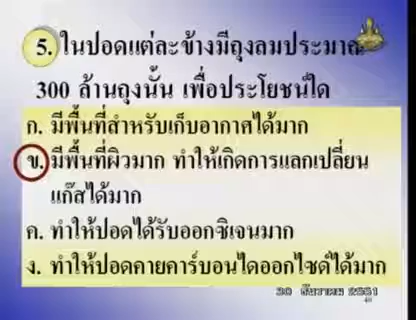 5. ในปอดแต่ละข้างมีถุงลมประมาณ
300 ล้านถุงนั้น เพื่อประโยชน์ใด
ก. มีพื้นที่สำหรับเก็บอากาศได้มาก
ข. มีพื้นที่ผิวมาก ทำให้เกิดการแลกเปลี่ยน
แก๊สได้มาก
ค. ทำให้ปอดได้รับออกซิเจนมาก
ง. ทำให้ปอดคายคาร์บอนไดออกไซด์ได้มาก
30 ธันวาคม 2551